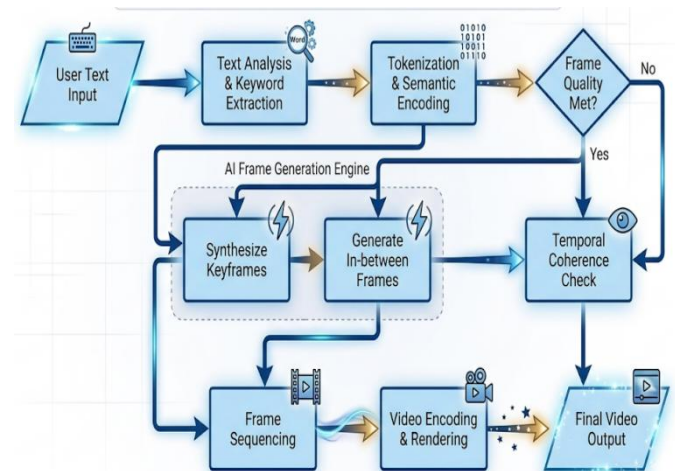 User Text
Input
Word
Text Analysis
& Keyword
Extraction
01010
10101
10011
01110
Tokenization
& Semantic
Encoding
Frame
Quality
Met?
No
Yes
AI Frame Generation Engine
Synthesize
Keyframes
Generate
In-between
Frames
Temporal
Coherence
Check
Frame
Sequencing
Video Encoding
& Rendering
Final Video
Output